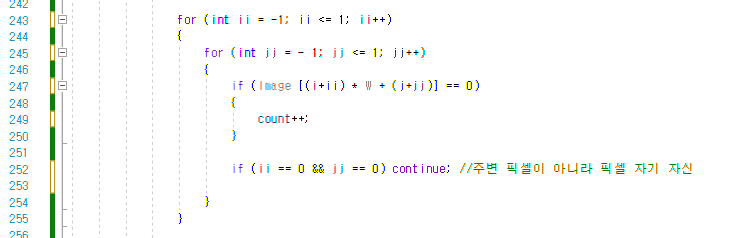 242
243 for (int ii = -1; ii <= 1; ii++)
244 {
245 for (int jj = - 1; jj <= 1; jj++)
246 {
247 if (Image [(i+ii) * W + (j+jj)] == 0)
248 {
249 count++;
250 }
251
252 if (ii == 0 && jj == 0) continue; //주변 픽셀이 아니라 픽셀 자기 자신
253
254 }
255 }
256